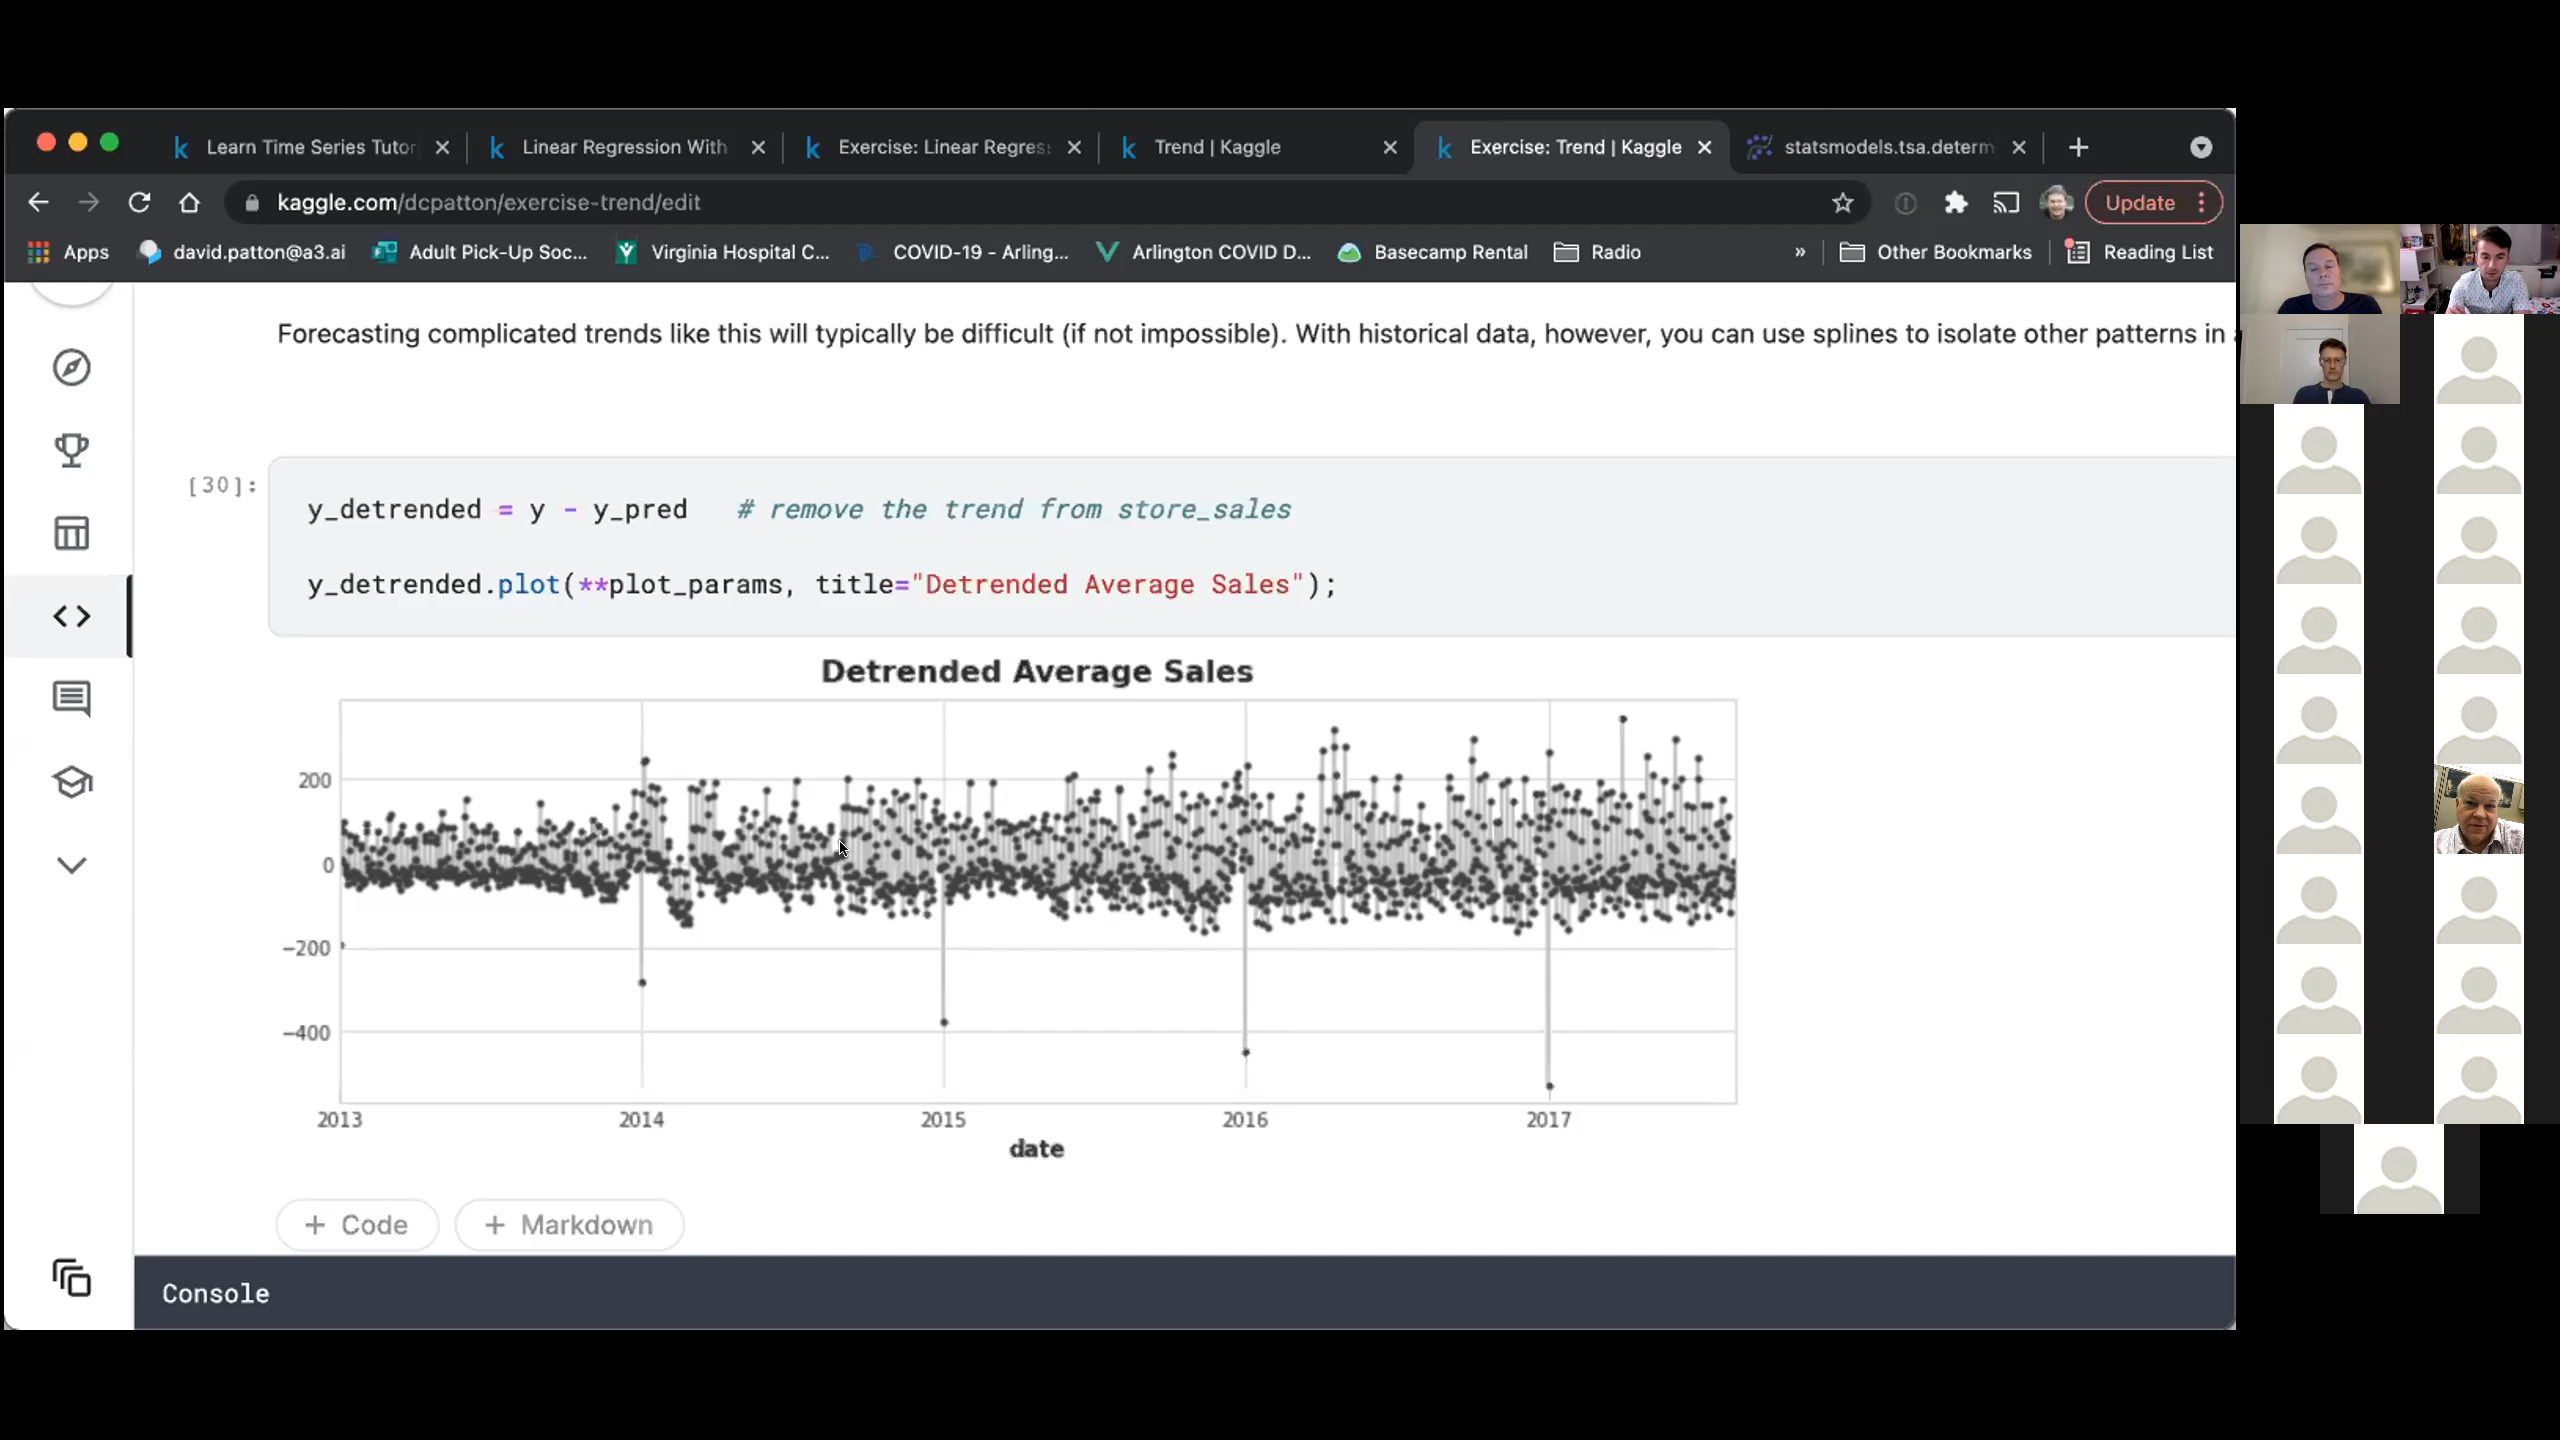 Learn Time Series Tutor
Linear Regression With
Exercise: Linear Regres
Trend | Kaggle
Exercise: Trend | Kaggle
statsmodels.tsa.determ
kaggle.com/dcpatton/exercise-trend/edit
Update
Apps
david.patton@a3.ai
Adult Pick-Up Soc...
Virginia Hospital C...
COVID-19 - Arling...
Arlington COVID D...
Basecamp Rental
Radio
»
Other Bookmarks
Reading List
Forecasting complicated trends like this will typically be difficult (if not impossible). With historical data, however, you can use splines to isolate other patterns in
[30]:
y_detrended = y - y_pred   # remove the trend from store_sales
y_detrended.plot(**plot_params, title="Detrended Average Sales");
Detrended Average Sales
200
0
−200
−400
2013 2014 2015 2016 2017
date
+ Code
+ Markdown
Console